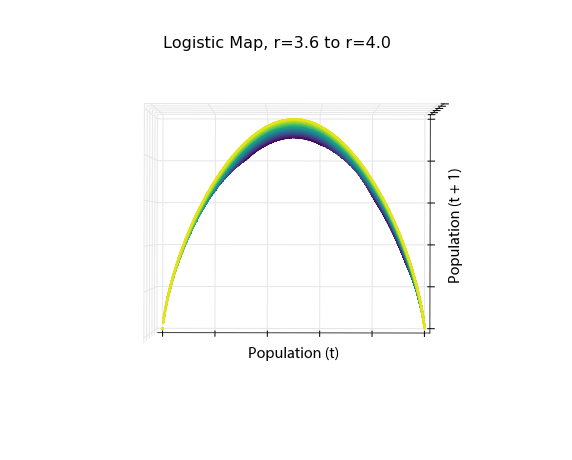 Logistic Map, r=3.6 to r=4.0
Population (t + 1)
Population (t)